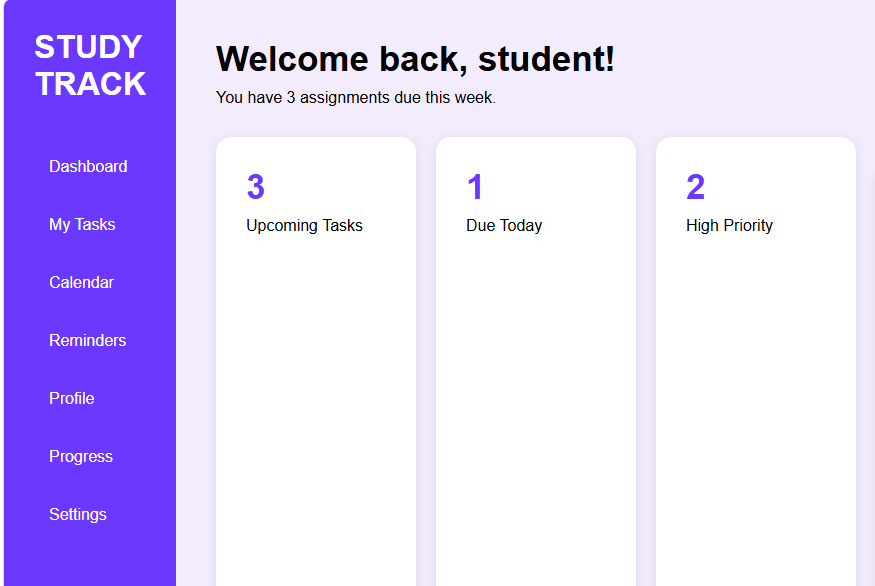 STUDY
TRACK
Dashboard
My Tasks
Calendar
Reminders
Profile
Progress
Settings
Welcome back, student!
You have 3 assignments due this week.
3
Upcoming Tasks
1
Due Today
2
High Priority